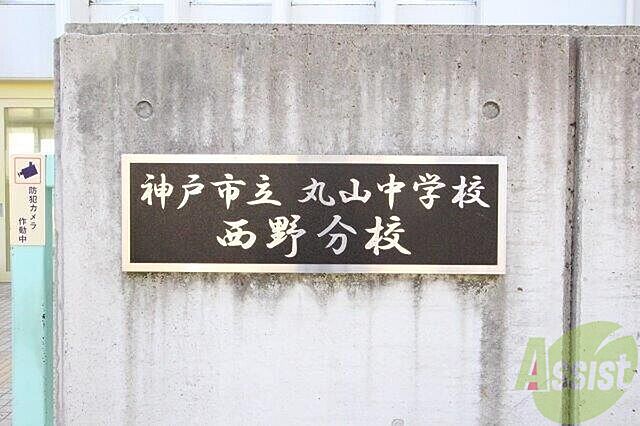 神戸市立 丸山中学校
西野分校
防犯カメラ
作動中
Assist